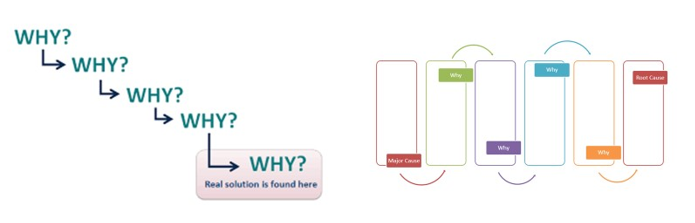 WHY?
WHY?
WHY?
WHY?
WHY?
Real solution is found here
Major Cause
Why
Why
Why
Why
Root Cause